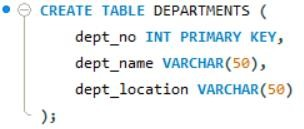 CREATE TABLE DEPARTMENTS (
    dept_no INT PRIMARY KEY,
    dept_name VARCHAR(50),
    dept_location VARCHAR(50)
);